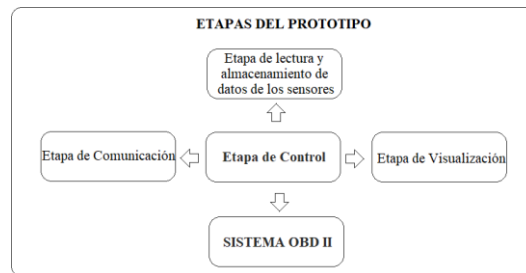 ETAPAS DEL PROTOTIPO
Etapa de lectura y
almacenamiento de
datos de los sensores
Etapa de Comunicación
Etapa de Control
Etapa de Visualización
SISTEMA OBD II